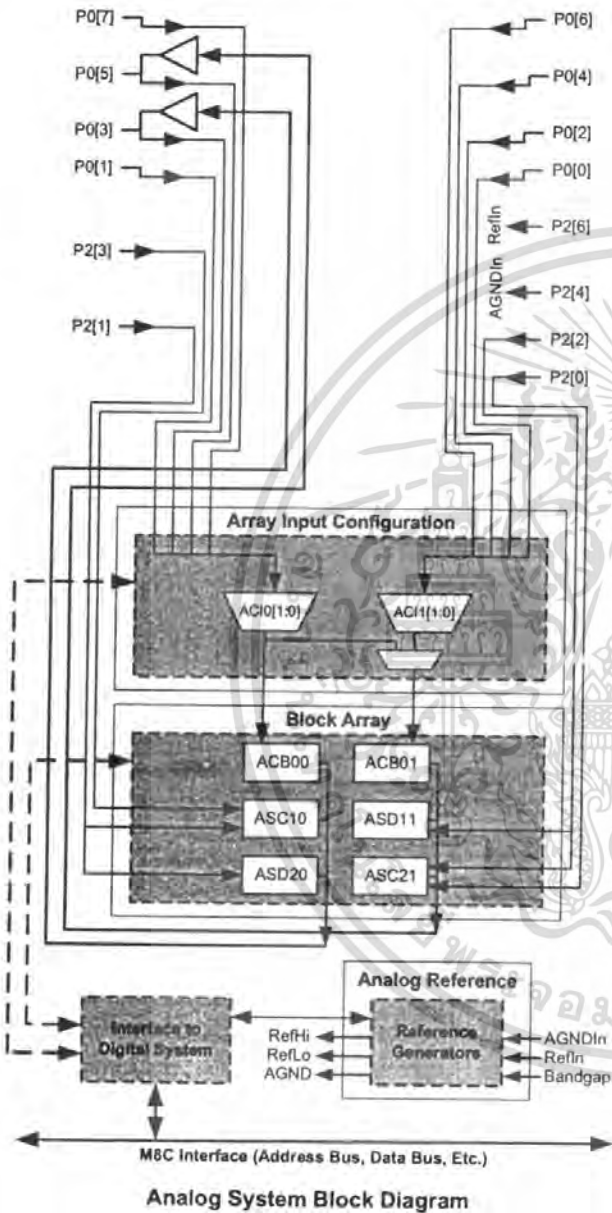 P0[7]
P0[6]
P0[5]
P0[4]
P0[3]
P0[2]
P0[1]
P0[0]
RefIn
P2[6]
P2[3]
AGNDIn
P2[4]
P2[1]
P2[2]
P2[0]
Array Input Configuration
ACI0[1:0]
ACI1[1:0]
Block Array
ACB00
ACB01
ASC10
ASD11
ASD20
ASC21
Analog Reference
Interface to
Digital System
RefHi
RefLo
AGND
Reference
Generators
AGNDIn
RefIn
Bandgap
M8C Interface (Address Bus, Data Bus, Etc.)
Analog System Block Diagram